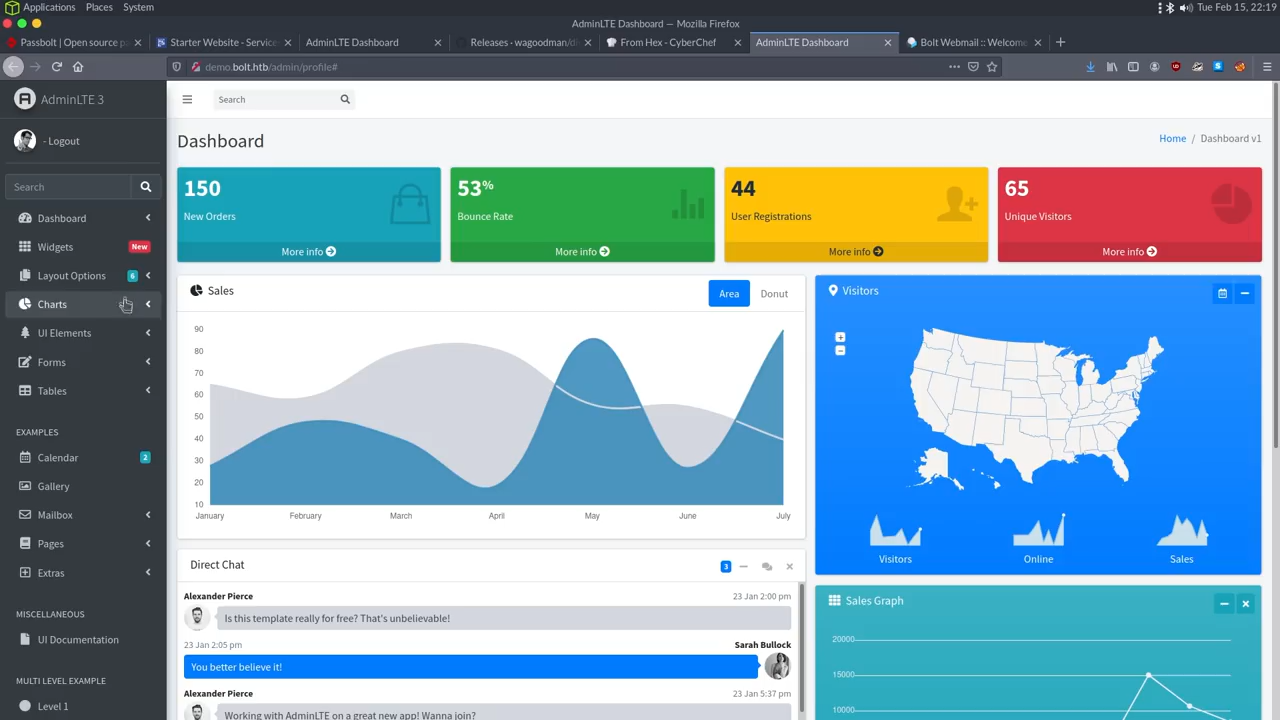 Applications Places System
Tue Feb 15, 22:19
AdminLTE Dashboard — Mozilla Firefox
Passbolt | Open source p
Starter Website - Service
AdminLTE Dashboard
Releases · wagoodman/di
From Hex - CyberChef
AdminLTE Dashboard
Bolt Webmail :: Welcome
demo.bolt.htb/admin/profile#
AdminLTE 3
Search
- Logout
Dashboard
Home / Dashboard v1
Search
Dashboard
Widgets New
Layout Options 6
Charts
UI Elements
Forms
Tables
EXAMPLES
Calendar 2
Gallery
Mailbox
Pages
Extras
MISCELLANEOUS
UI Documentation
MULTI LEVEL EXAMPLE
Level 1
150
New Orders
More info
53%
Bounce Rate
More info
44
User Registrations
More info
65
Unique Visitors
More info
Sales
Area Donut
90
80
70
60
50
40
30
20
10
January February March April May June July
Visitors
+
−
Visitors Online Sales
Direct Chat
3
Alexander Pierce 23 Jan 2:00 pm
Is this template really for free? That's unbelievable!
23 Jan 2:05 pm Sarah Bullock
You better believe it!
Alexander Pierce 23 Jan 5:37 pm
Working with AdminLTE on a great new app! Wanna join?
Sales Graph
20000
15000
10000